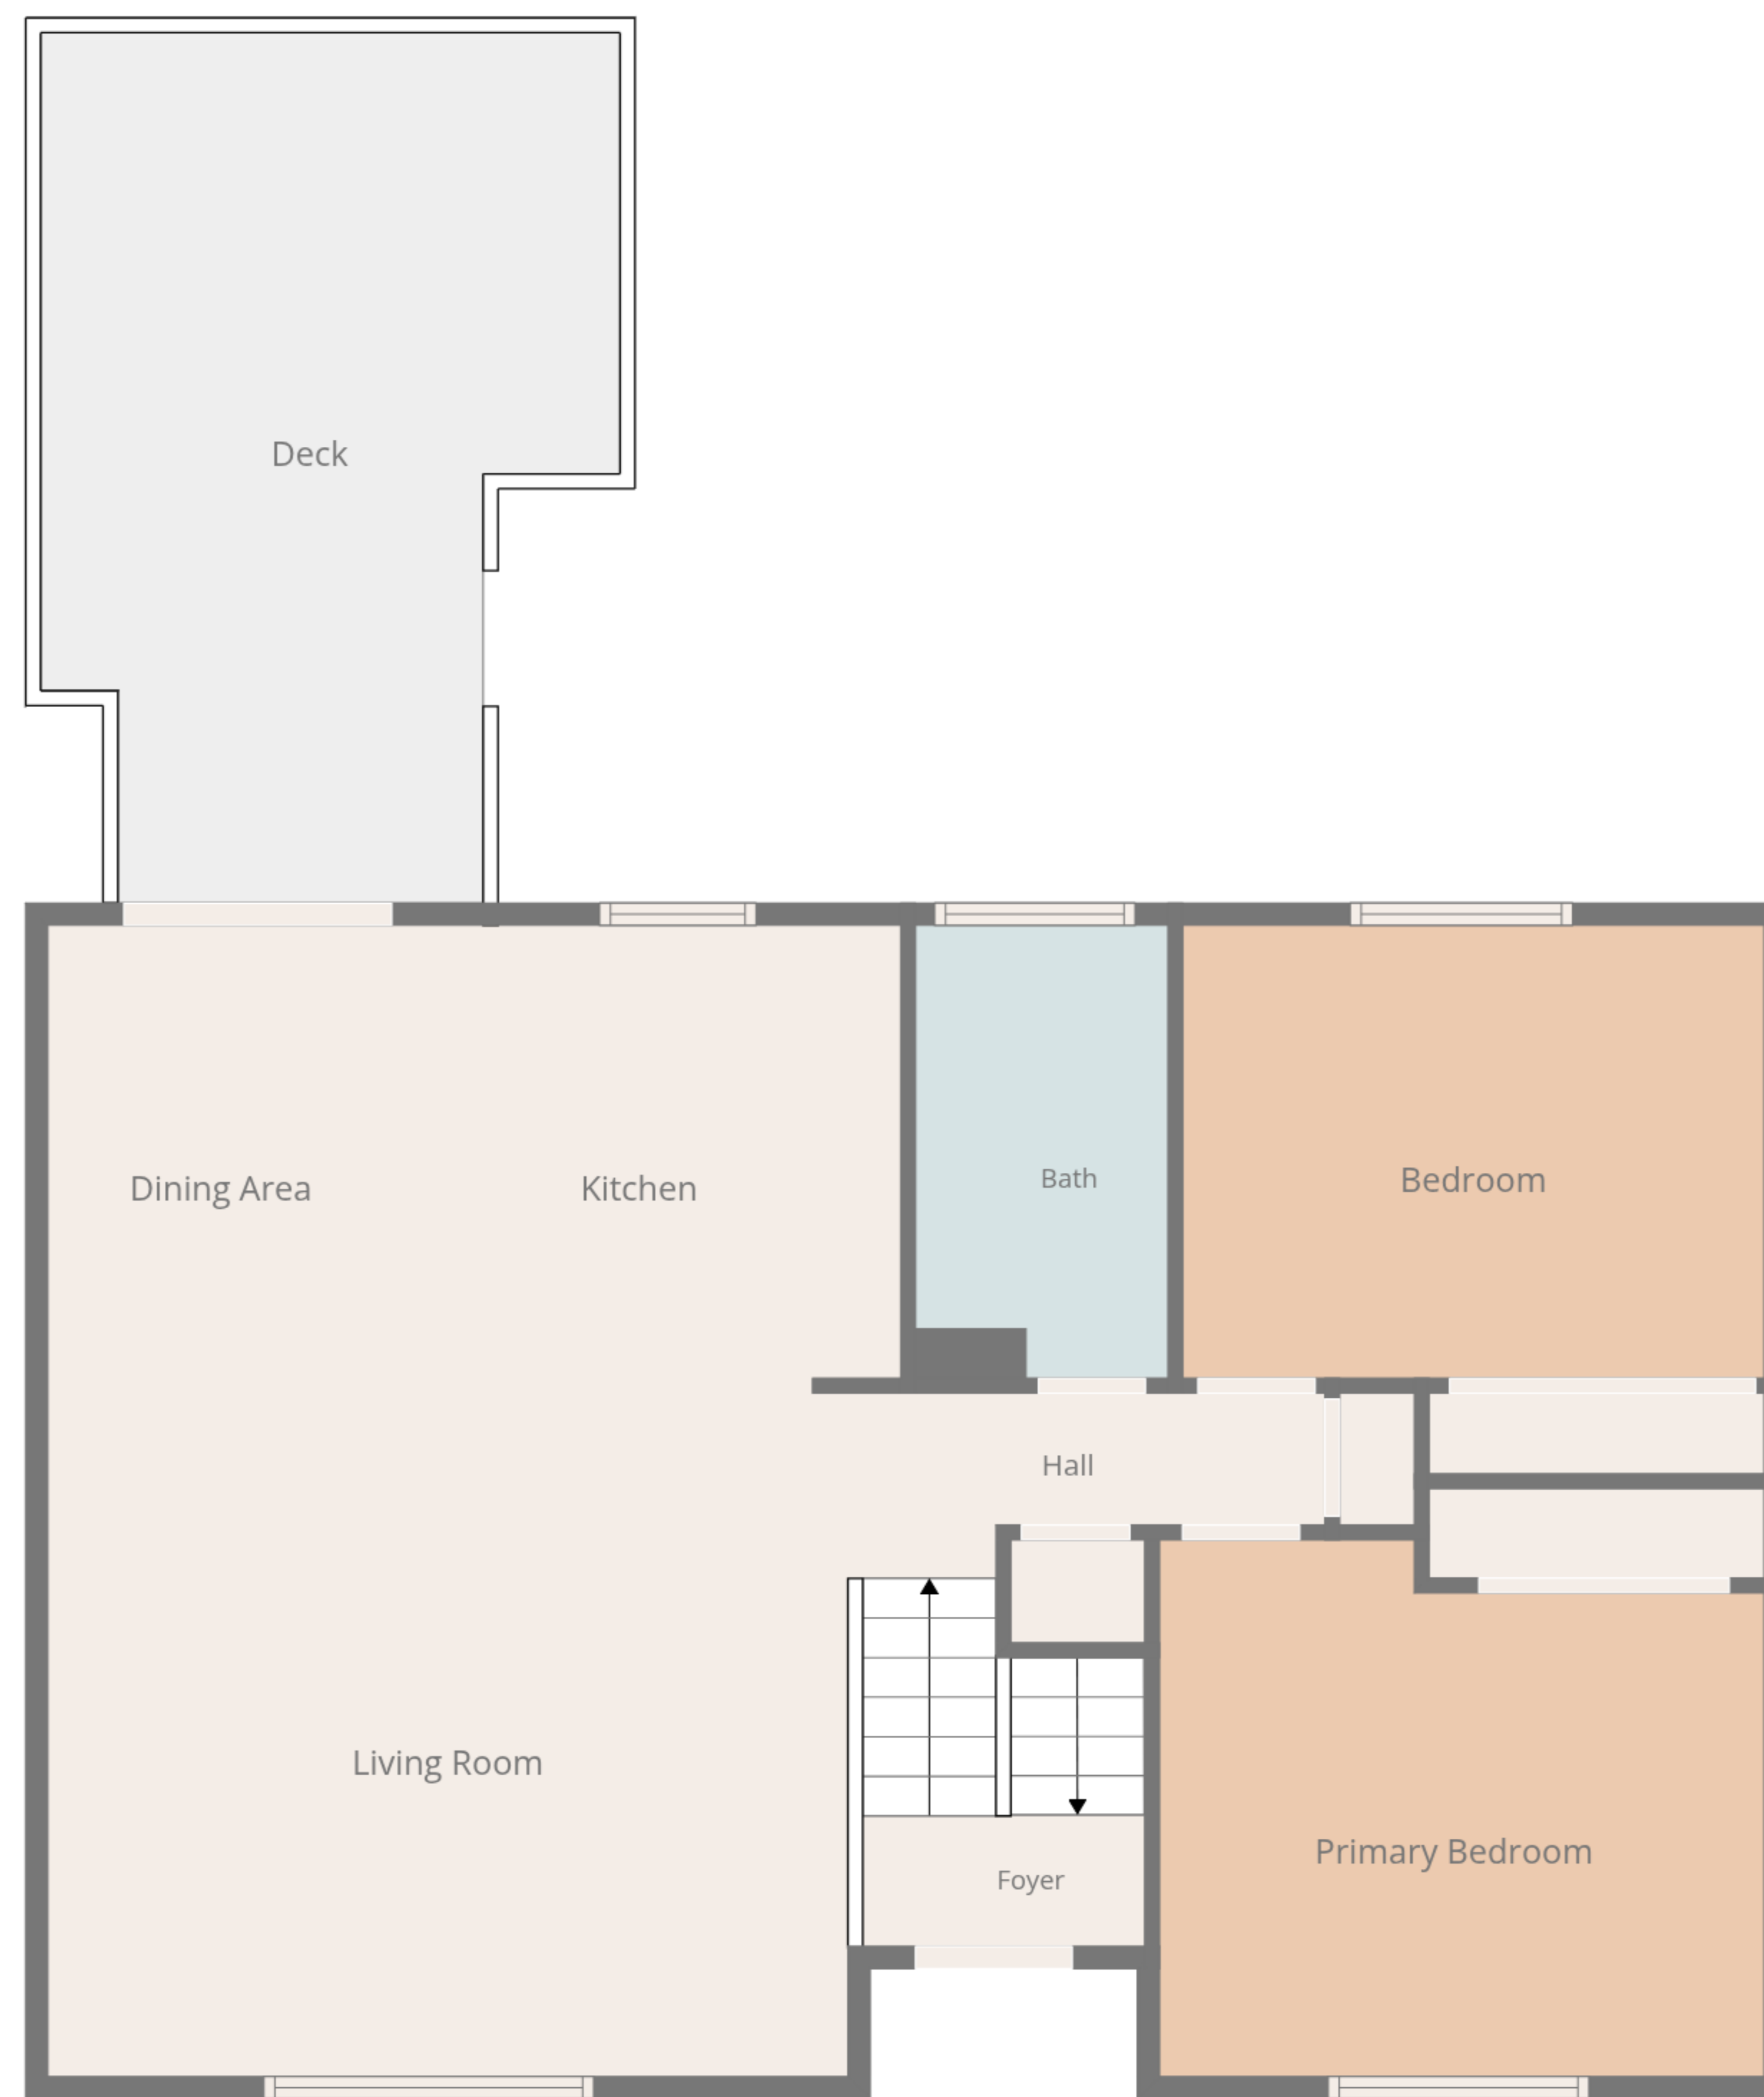 Deck
Dining Area
Kitchen
Bath
Bedroom
Hall
Living Room
Primary Bedroom
Foyer